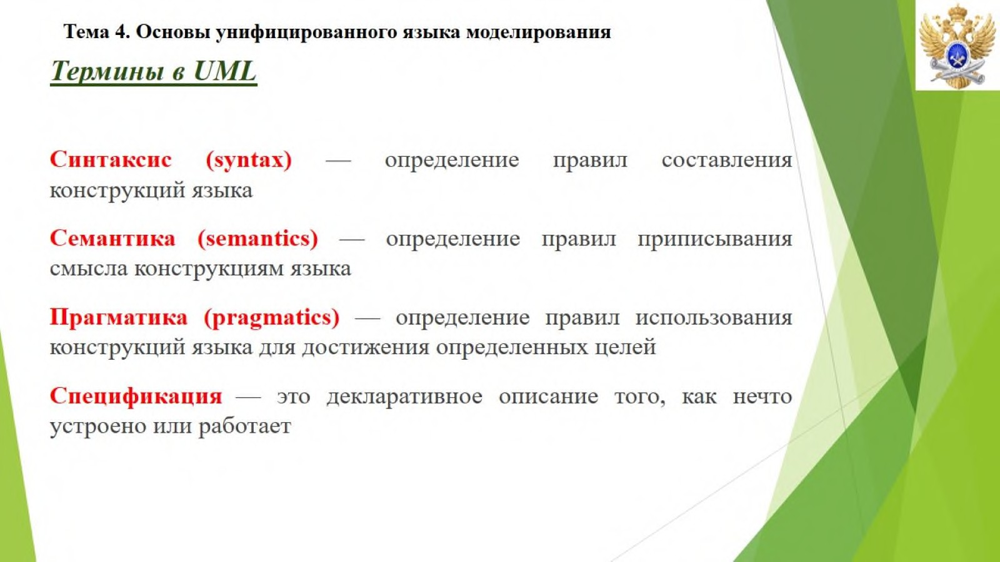 Тема 4. Основы унифицированного языка моделирования
Термины в UML
Синтаксис (syntax) — определение правил составления
конструкций языка
Семантика (semantics) — определение правил приписывания
смысла конструкциям языка
Прагматика (pragmatics) — определение правил использования
конструкций языка для достижения определенных целей
Спецификация — это декларативное описание того, как нечто
устроено или работает